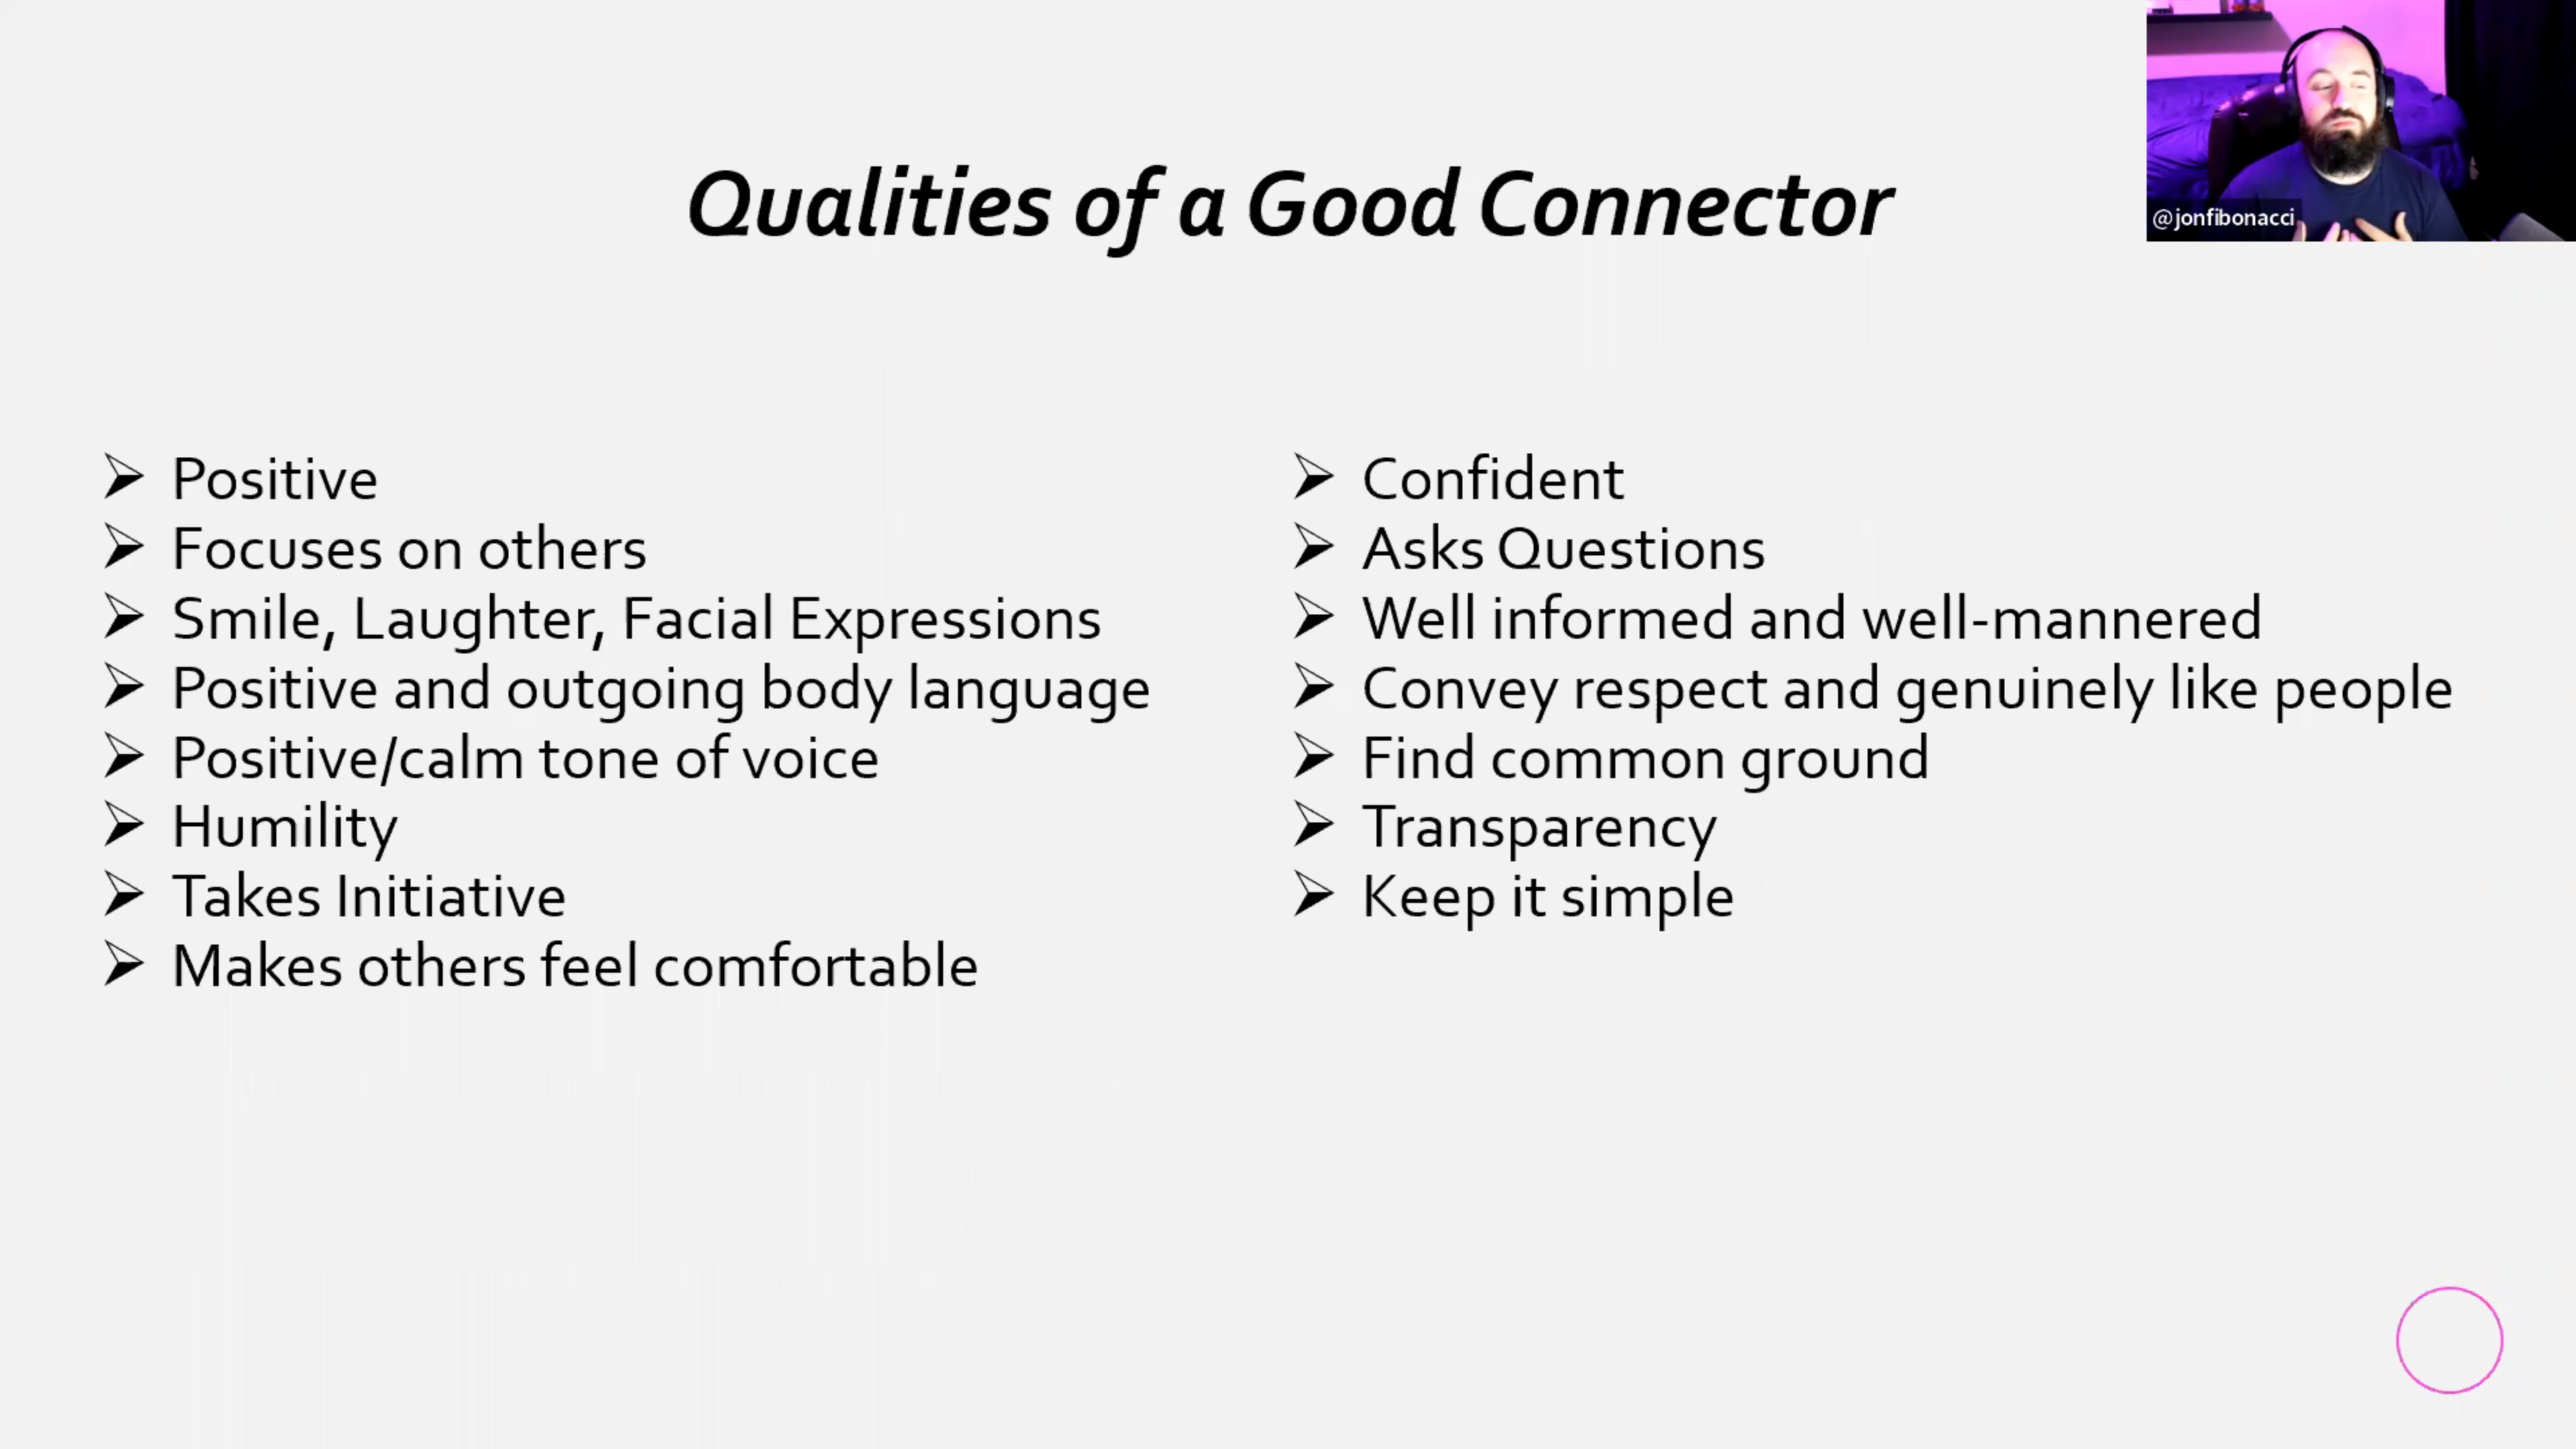 Qualities of a Good Connector
@jonfibonacci
Positive
Focuses on others
Smile, Laughter, Facial Expressions
Positive and outgoing body language
Positive/calm tone of voice
Humility
Takes Initiative
Makes others feel comfortable
Confident
Asks Questions
Well informed and well-mannered
Convey respect and genuinely like people
Find common ground
Transparency
Keep it simple